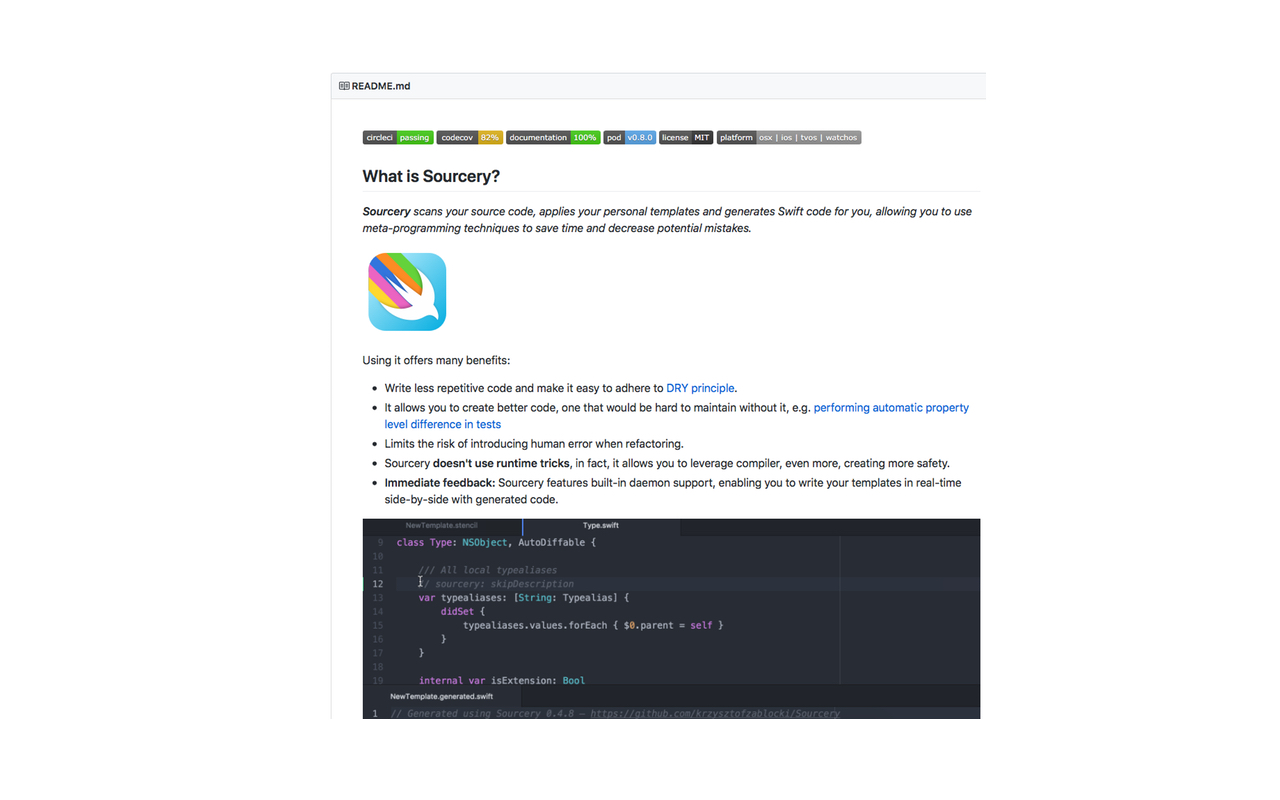 README.md
circleci passing codecov 82% documentation 100% pod v0.8.0 license MIT platform osx | ios | tvos | watchos
What is Sourcery?
Sourcery scans your source code, applies your personal templates and generates Swift code for you, allowing you to use
meta-programming techniques to save time and decrease potential mistakes.
Using it offers many benefits:
• Write less repetitive code and make it easy to adhere to DRY principle.
• It allows you to create better code, one that would be hard to maintain without it, e.g. performing automatic property
level difference in tests
• Limits the risk of introducing human error when refactoring.
• Sourcery doesn't use runtime tricks, in fact, it allows you to leverage compiler, even more, creating more safety.
• Immediate feedback: Sourcery features built-in daemon support, enabling you to write your templates in real-time
side-by-side with generated code.
NewTemplate.stencil Type.swift
9 class Type: NSObject, AutoDiffable {
10
11 /// All local typealiases
12 // sourcery: skipDescription
13 var typealiases: [String: Typealias] {
14 didSet {
15 typealiases.values.forEach { $0.parent = self }
16 }
17 }
18
19 internal var isExtension: Bool
NewTemplate.generated.swift
1 // Generated using Sourcery 0.4.8 — https://github.com/krzysztofzablocki/Sourcery